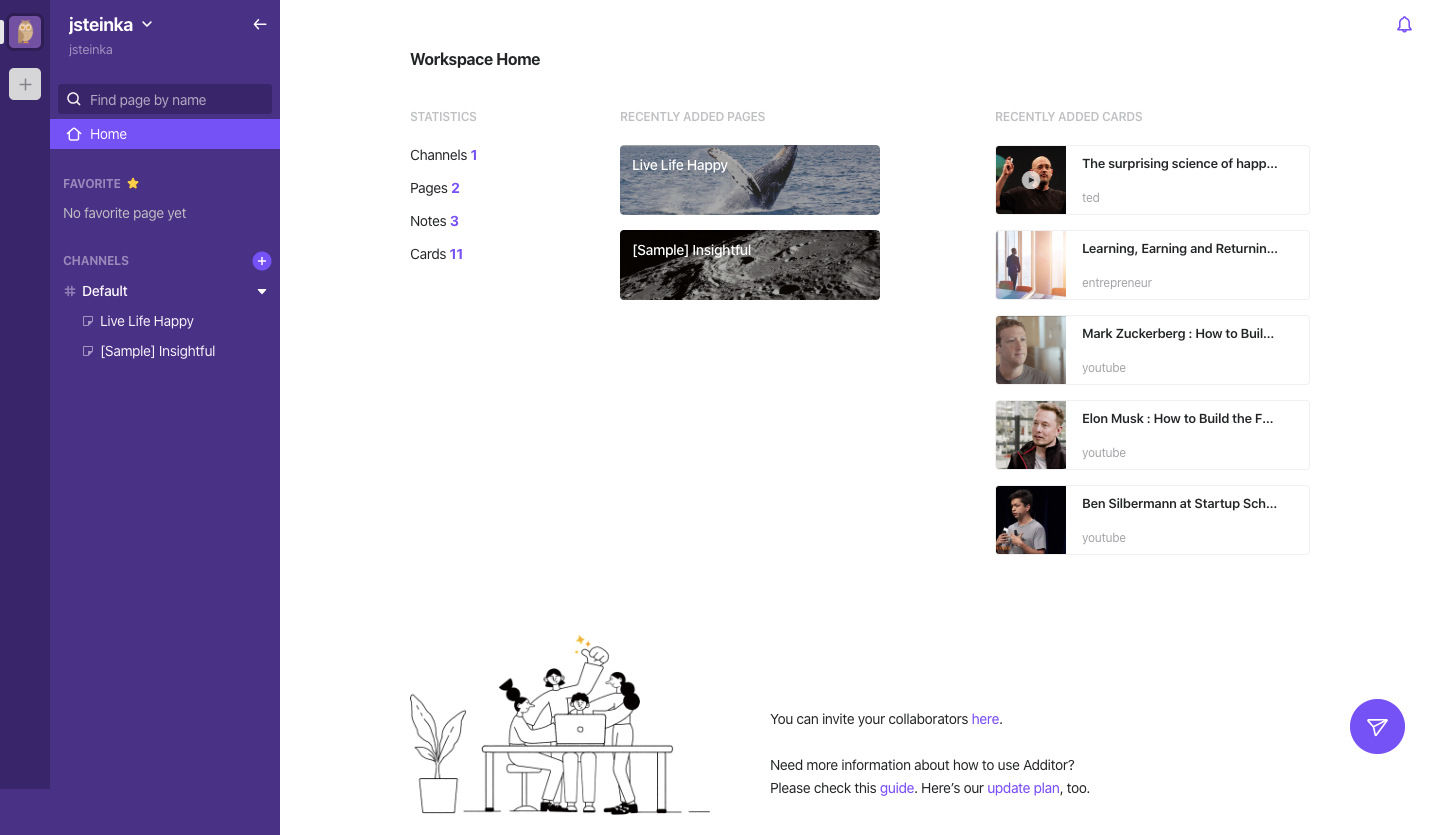 jsteinka
jsteinka
Find page by name
Home
FAVORITE
No favorite page yet
CHANNELS
Default
Live Life Happy
[Sample] Insightful
Workspace Home
STATISTICS
Channels 1
Pages 2
Notes 3
Cards 11
RECENTLY ADDED PAGES
Live Life Happy
[Sample] Insightful
RECENTLY ADDED CARDS
The surprising science of happ...
ted
Learning, Earning and Returnin...
entrepreneur
Mark Zuckerberg : How to Buil...
youtube
Elon Musk : How to Build the F...
youtube
Ben Silbermann at Startup Sch...
youtube
You can invite your collaborators here.
Need more information about how to use Additor?
Please check this guide. Here’s our update plan, too.